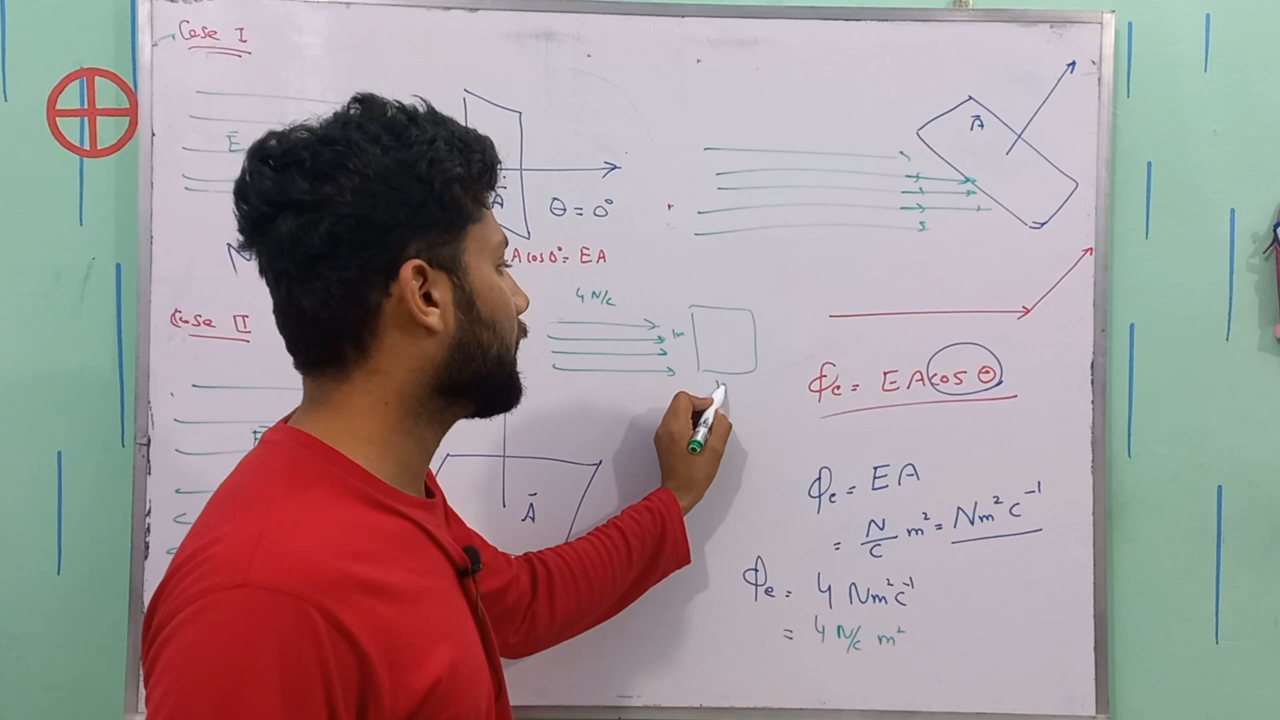 Case I
E
Ā
Ā
θ = 0°
A cos 0° = EA
4 N/c
1m
Case II
Ā
Φe = EA cos θ
Φe = EA
= N/C m² = Nm²C⁻¹
Φe = 4 Nm²C⁻¹
= 4 N/c m²